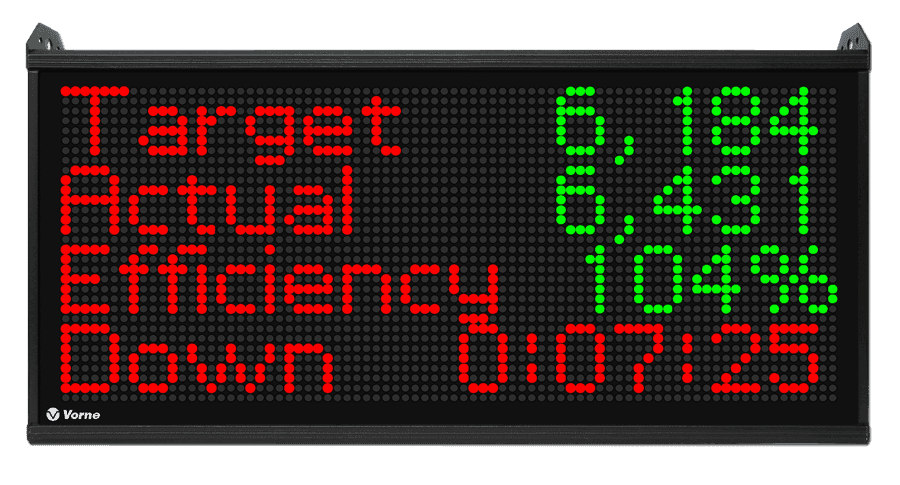 Target 6,184
Actual 6,431
Efficiency 104%
Down 0:07:25
Vorne